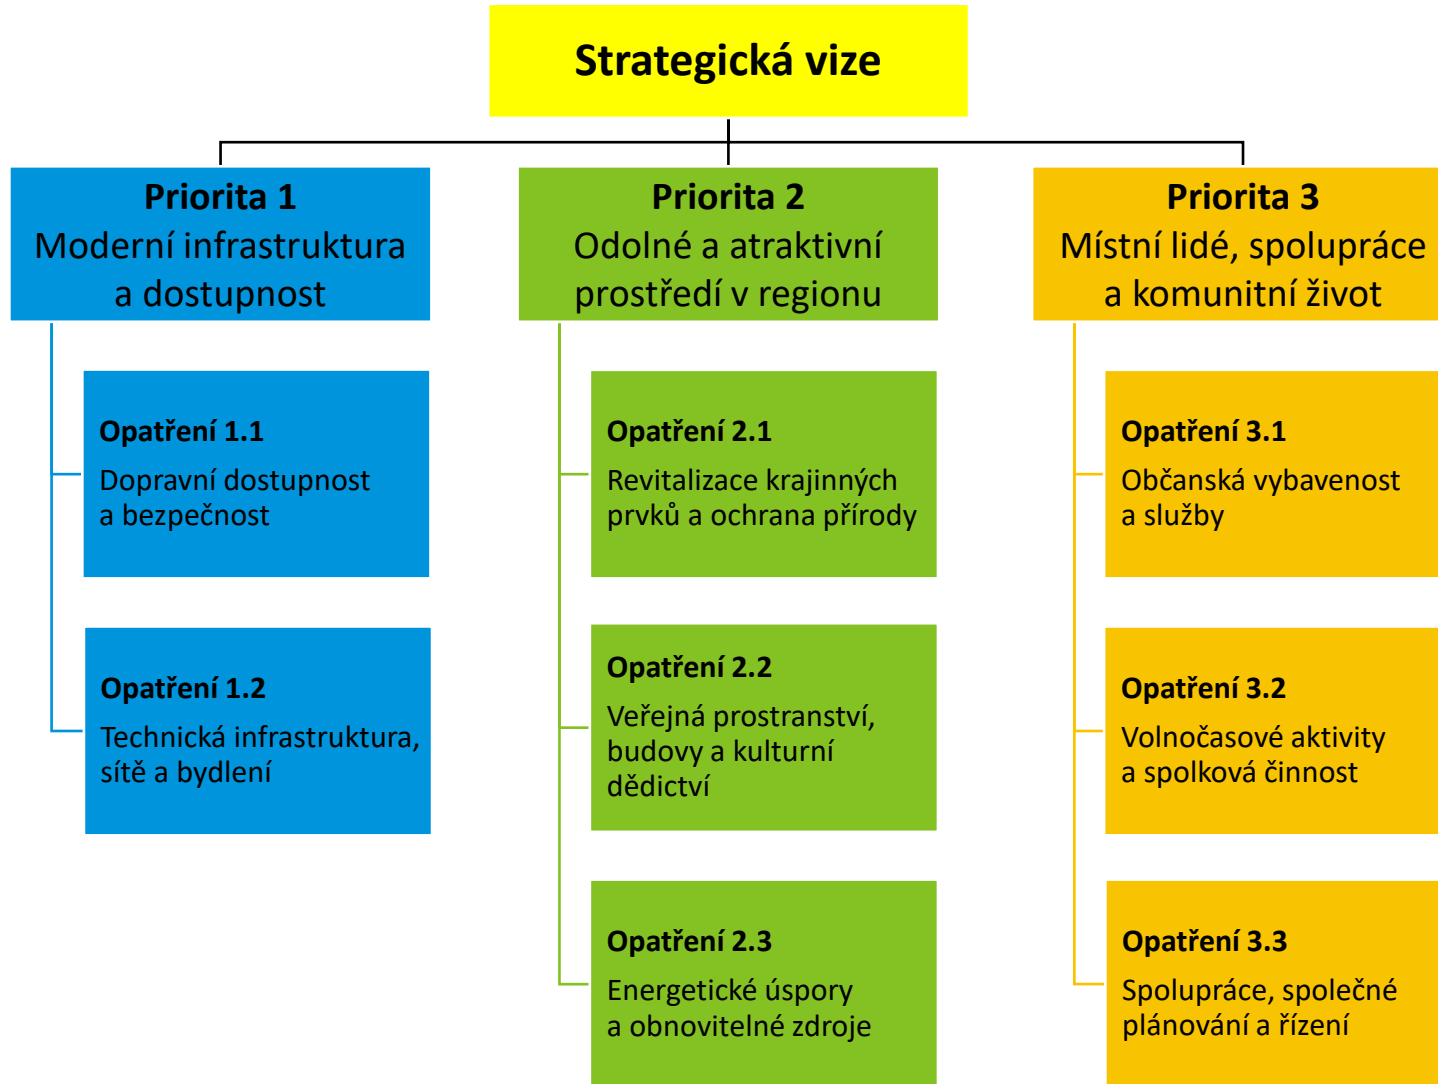 Strategická vize
Priorita 1
Moderní infrastruktura
a dostupnost
Opatření 1.1
Dopravní dostupnost
a bezpečnost
Opatření 1.2
Technická infrastruktura,
sítě a bydlení
Priorita 2
Odolné a atraktivní
prostředí v regionu
Opatření 2.1
Revitalizace krajinných
prvků a ochrana přírody
Opatření 2.2
Veřejná prostranství,
budovy a kulturní
dědictví
Opatření 2.3
Energetické úspory
a obnovitelné zdroje
Priorita 3
Místní lidé, spolupráce
a komunitní život
Opatření 3.1
Občanská vybavenost
a služby
Opatření 3.2
Volnočasové aktivity
a spolková činnost
Opatření 3.3
Spolupráce, společné
plánování a řízení